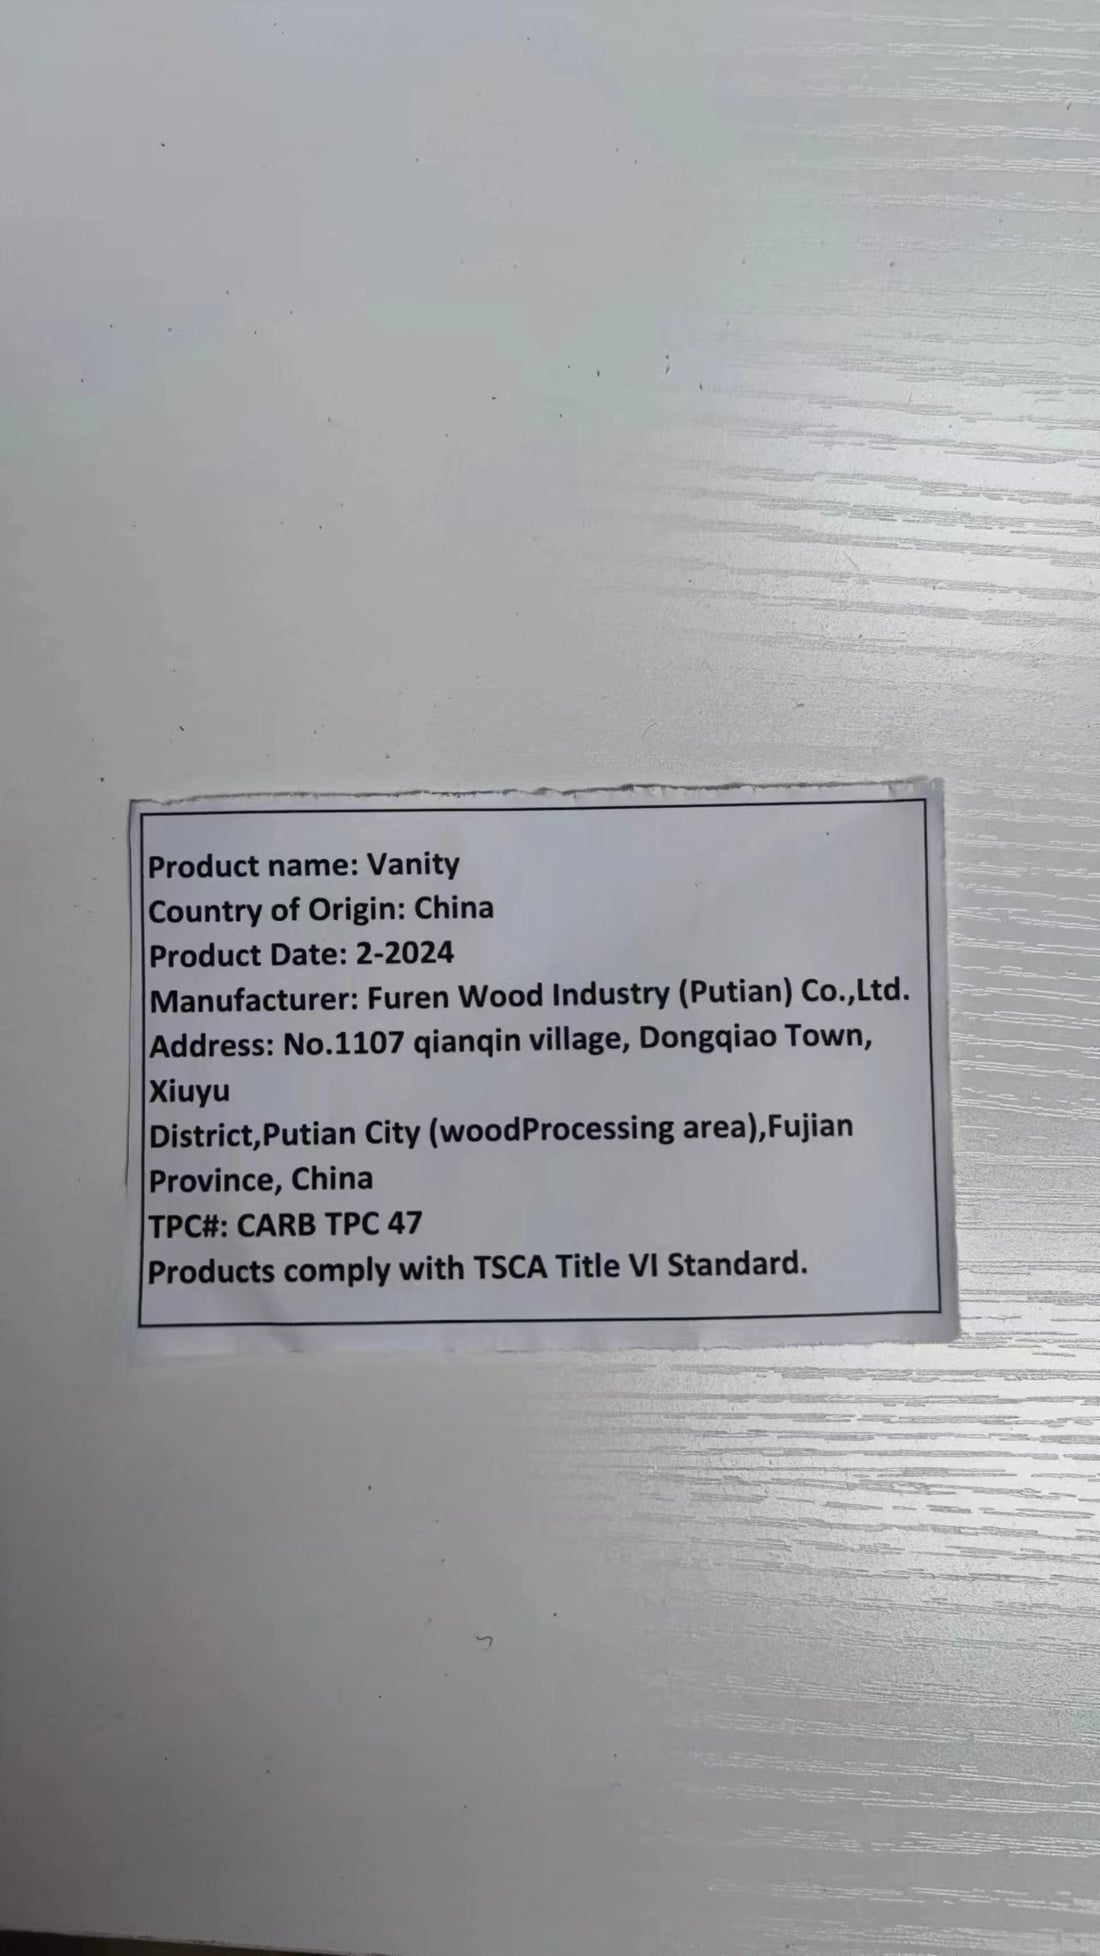 Product name: Vanity
Country of Origin: China
Product Date: 2-2024
Manufacturer: Furen Wood Industry (Putian) Co.,Ltd.
Address: No.1107 qianqin village, Dongqiao Town,
Xiuyu
District,Putian City (woodProcessing area),Fujian
Province, China
TPC#: CARB TPC 47
Products comply with TSCA Title VI Standard.